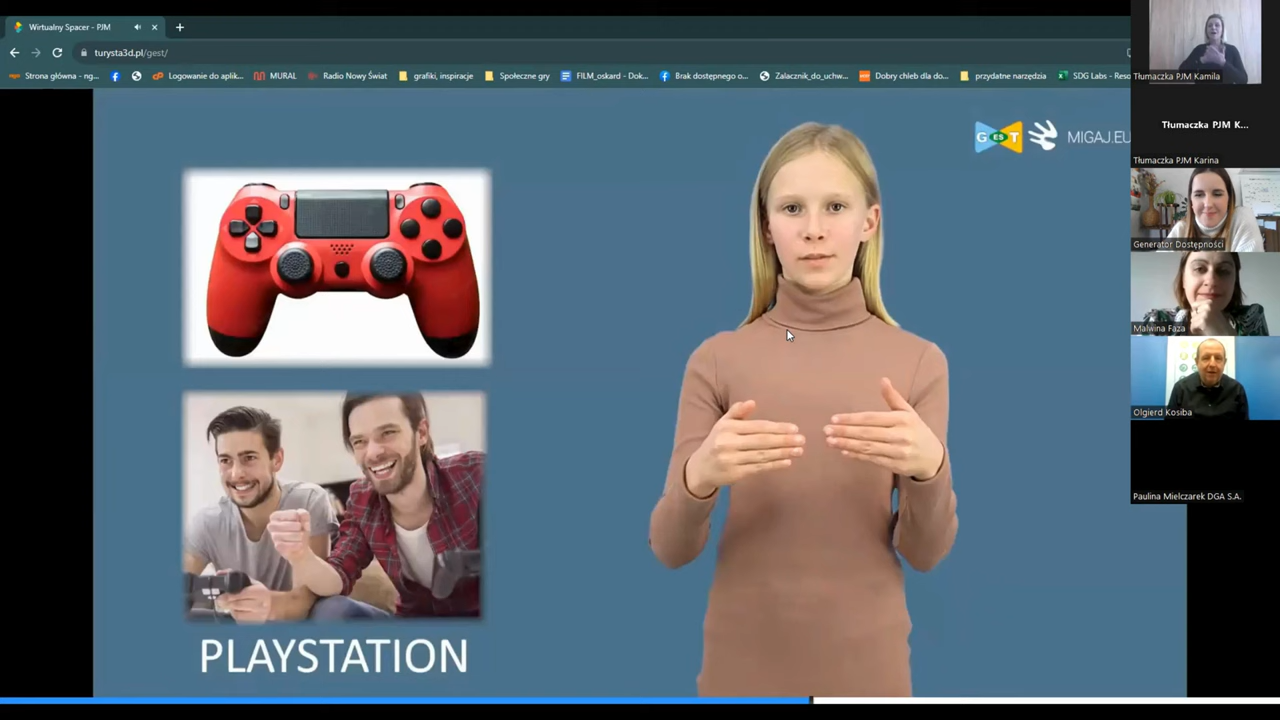 Wirtualny Spacer - PJM
turysta3d.pl/gest/
Strona główna - ng...
Logowanie do aplik...
MURAL
Radio Nowy Świat
grafiki, inspiracje
Społeczne gry
FILM_oskard - Dok...
Brak dostępnego o...
Zalacznik_do_uchw...
Dobry chleb dla do...
przydatne narzędzia
SDG Labs - Reso
GEST
MIGAJ.EU
PLAYSTATION
Tłumaczka PJM Kamila
Tłumaczka PJM K...
Tłumaczka PJM Karina
Generator Dostępności
Malwina Faza
Olgierd Kosiba
Paulina Mielczarek DGA S.A.